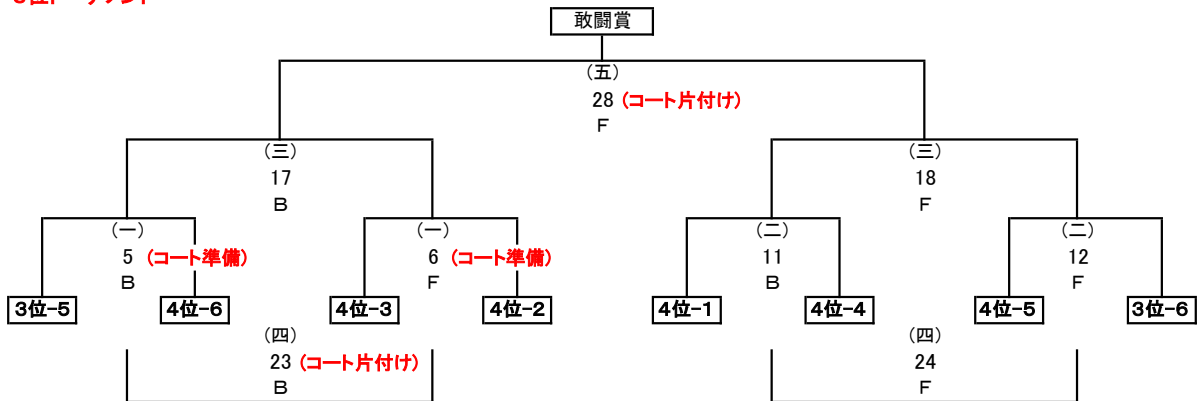 敢闘賞
(五)
28 (コート片付け)
F
(三)
17
B
(三)
18
F
(一)
5 (コート準備)
B
(一)
6 (コート準備)
F
(二)
11
B
(二)
12
F
3位-5 4位-6 4位-3 4位-2 4位-1 4位-4 4位-5 3位-6
(四)
23 (コート片付け)
B
(四)
24
F